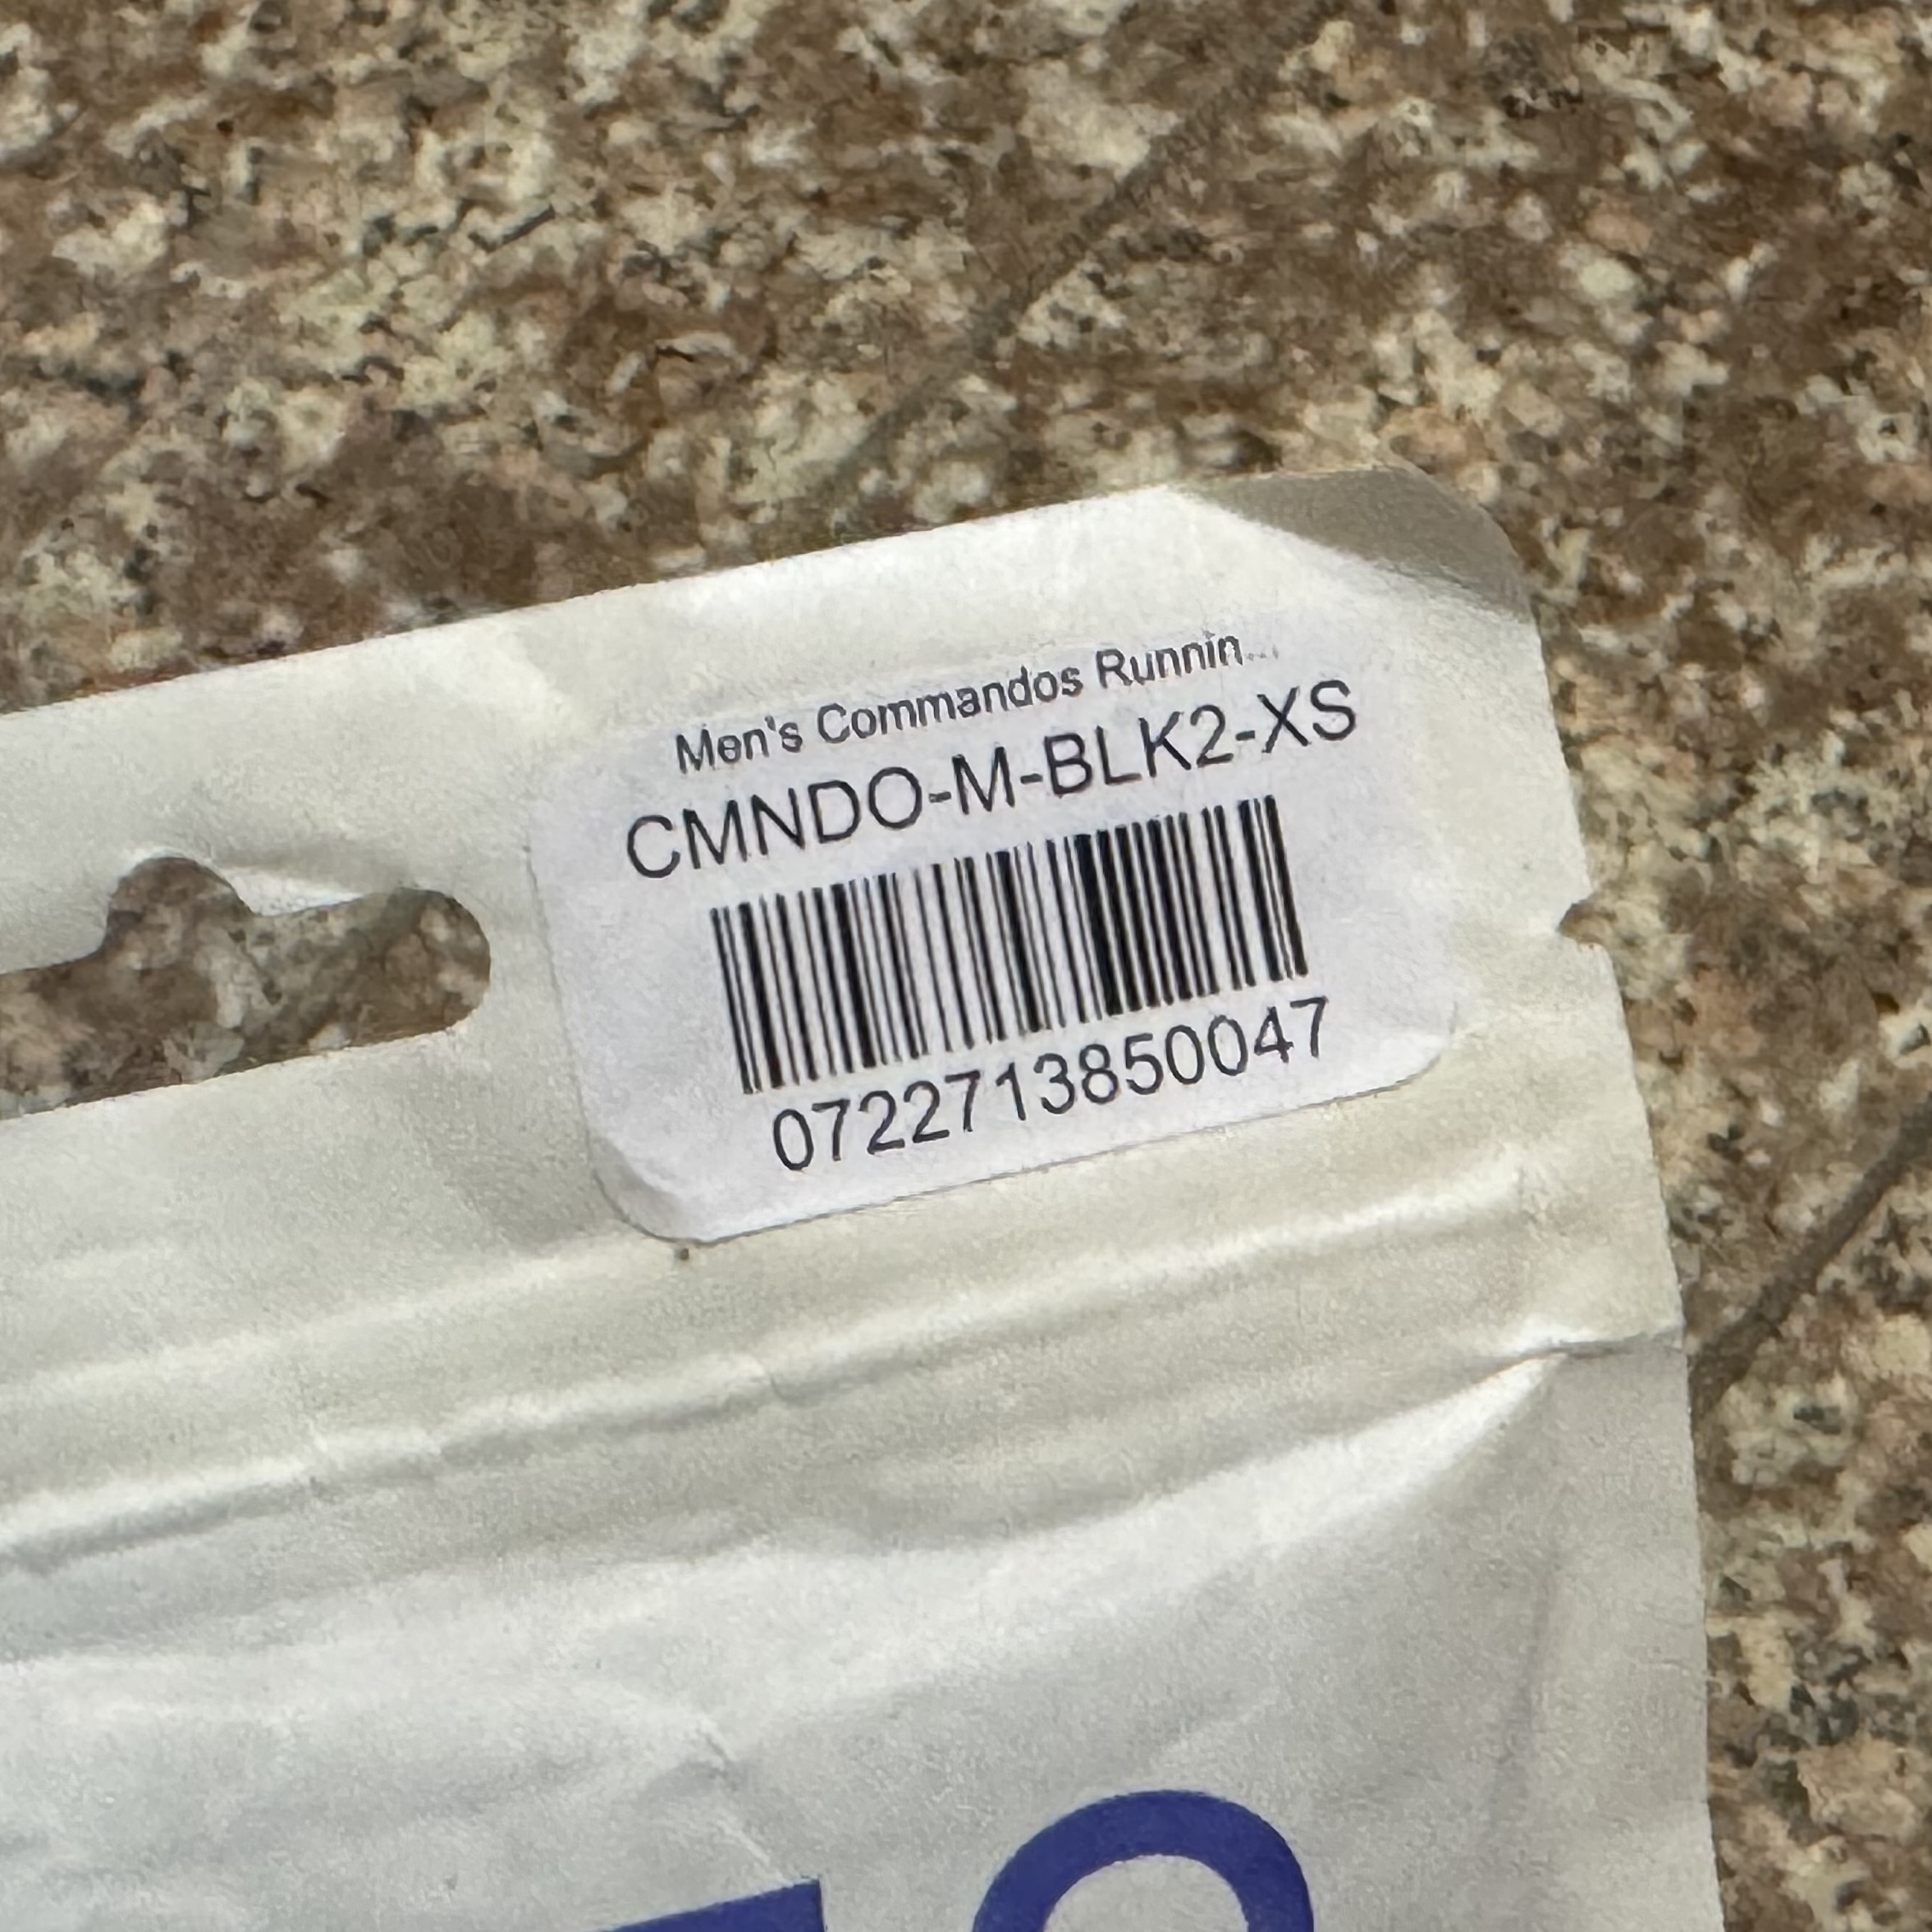 Men's Commandos Runnin...
CMNDO-M-BLK2-XS
0722713850047